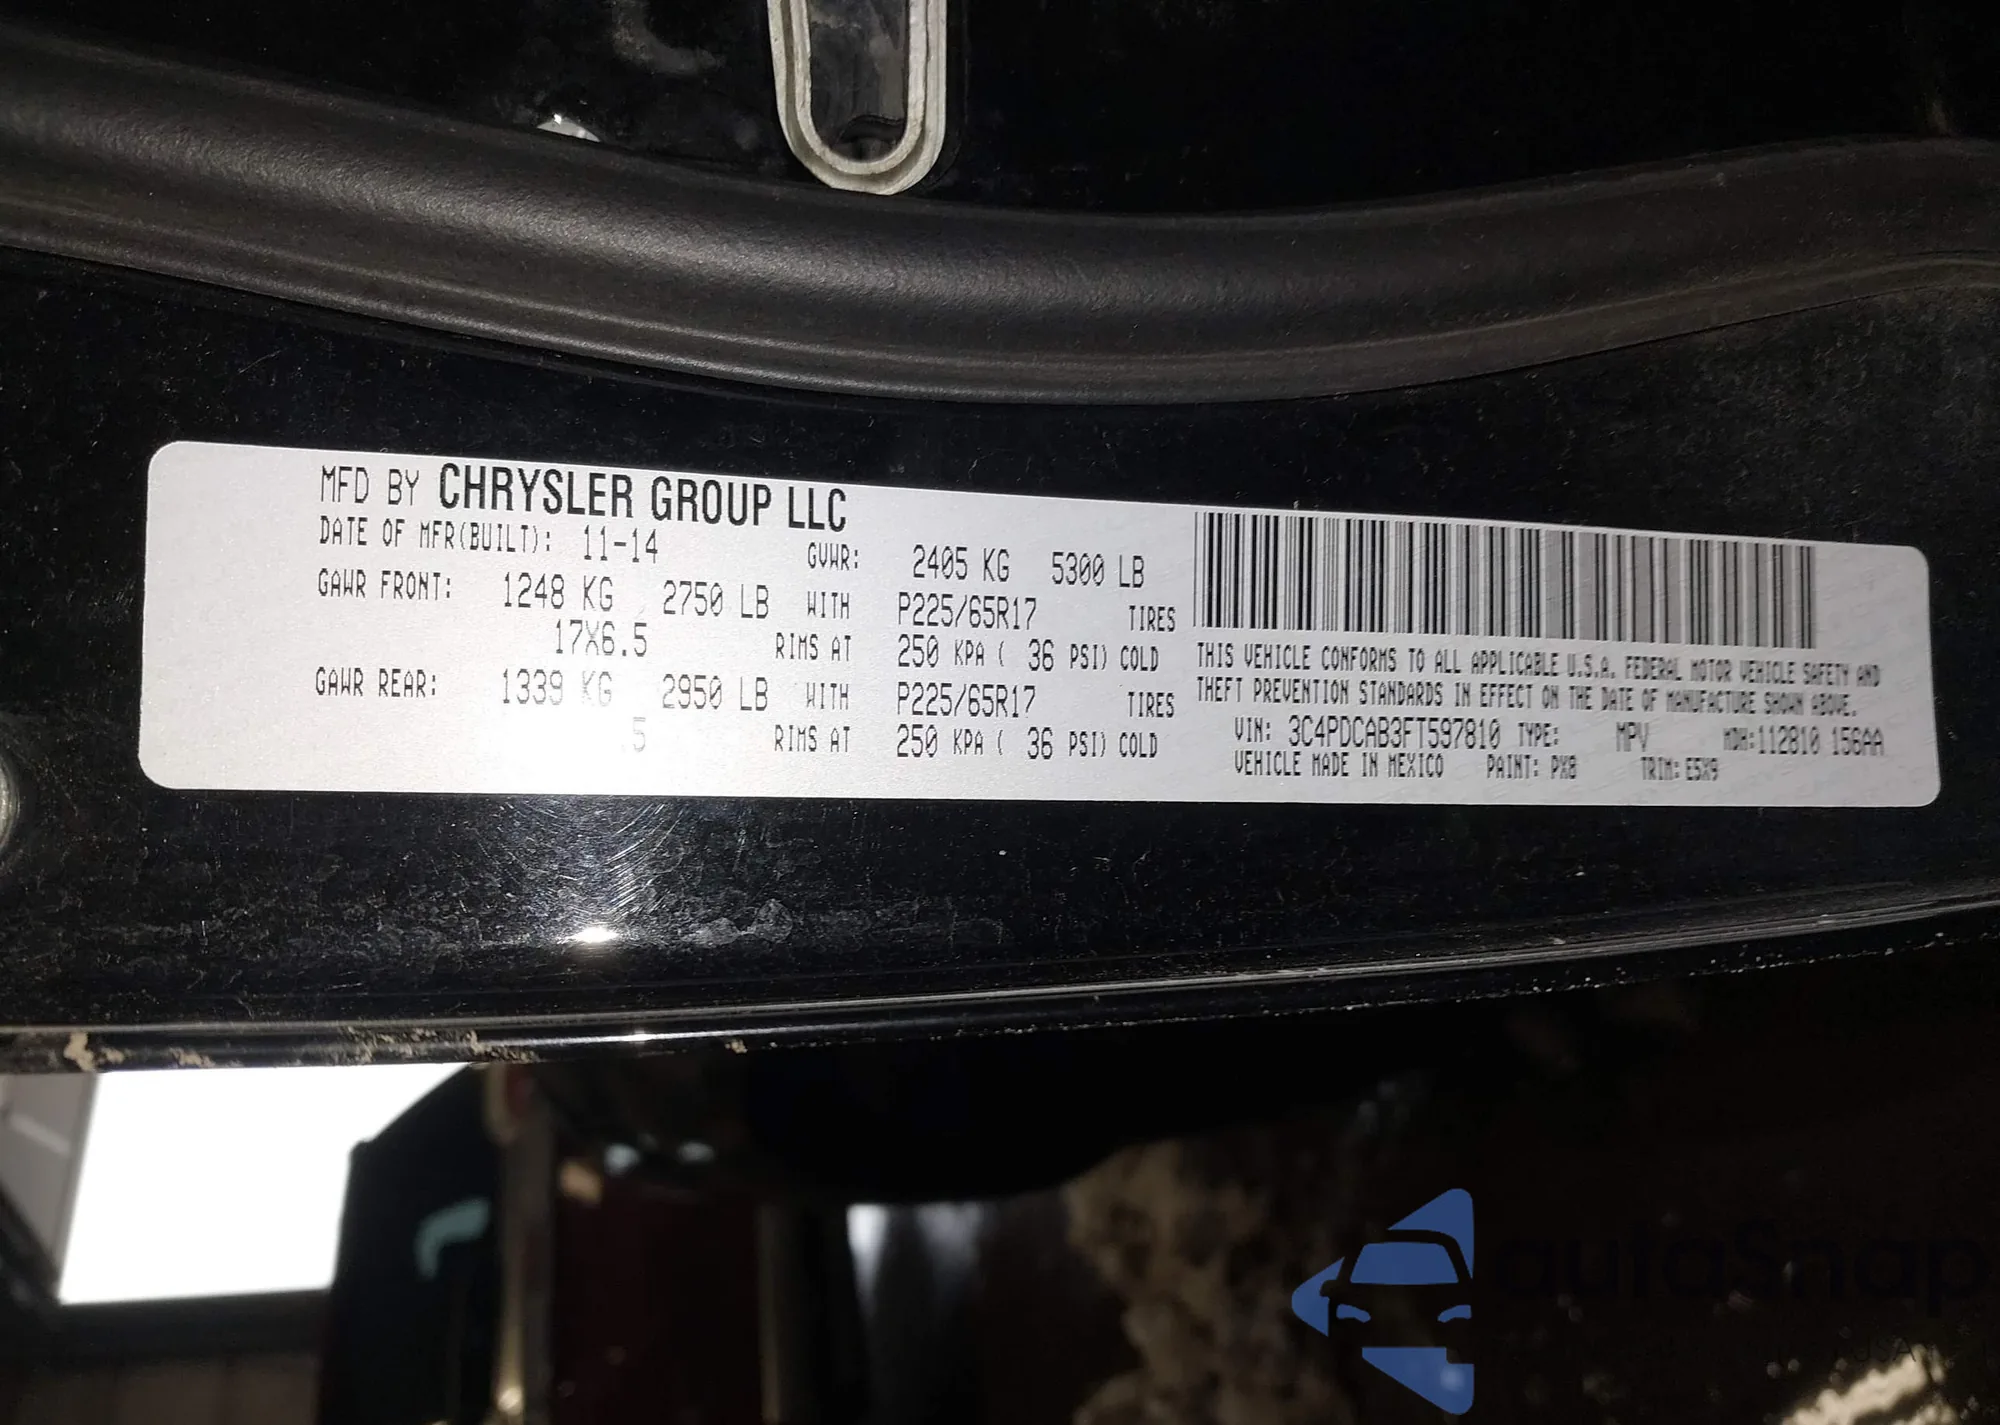 MFD BY CHRYSLER GROUP LLC
DATE OF MFR(BUILT): 11-14 GVWR: 2405 KG 5300 LB
GAWR FRONT: 1248 KG 2750 LB WITH P225/65R17 TIRES
17X6.5 RIMS AT 250 KPA ( 36 PSI) COLD
GAWR REAR: 1339 KG 2950 LB WITH P225/65R17 TIRES
.5 RIMS AT 250 KPA ( 36 PSI) COLD
THIS VEHICLE CONFORMS TO ALL APPLICABLE U.S.A. FEDERAL MOTOR VEHICLE SAFETY AND
THEFT PREVENTION STANDARDS IN EFFECT ON THE DATE OF MANUFACTURE SHOWN ABOVE.
VIN: 3C4PDCAB3FT597810 TYPE: MPV MDH:112810 156AA
VEHICLE MADE IN MEXICO PAINT: PX8 TRIM: E5X9
autoSnap